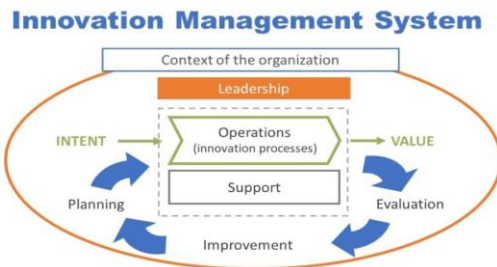 Innovation Management System
Context of the organization
Leadership
INTENT
Operations
(innovation processes)
VALUE
Support
Planning
Evaluation
Improvement